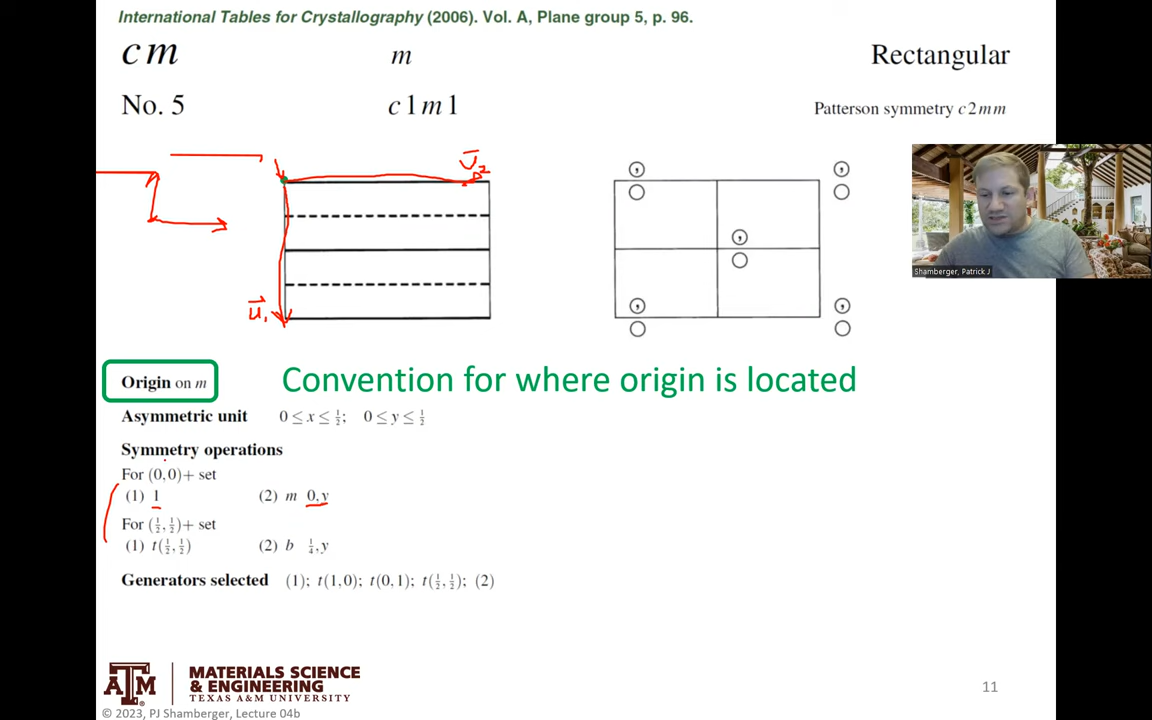 International Tables for Crystallography (2006). Vol. A, Plane group 5, p. 96.
cm m Rectangular
No. 5 c1m1 Patterson symmetry c2mm
U⃗₂
U⃗₁
Shamberger, Patrick J
Origin on m Convention for where origin is located
Asymmetric unit 0 ≤ x ≤ ½; 0 ≤ y ≤ ½
Symmetry operations
For (0,0)+ set
(1) 1 (2) m 0,y
For (½,½)+ set
(1) t(½,½) (2) b ¼,y
Generators selected (1); t(1,0); t(0,1); t(½,½); (2)
ATM MATERIALS SCIENCE
& ENGINEERING
TEXAS A&M UNIVERSITY
11
© 2023, PJ Shamberger, Lecture 04b